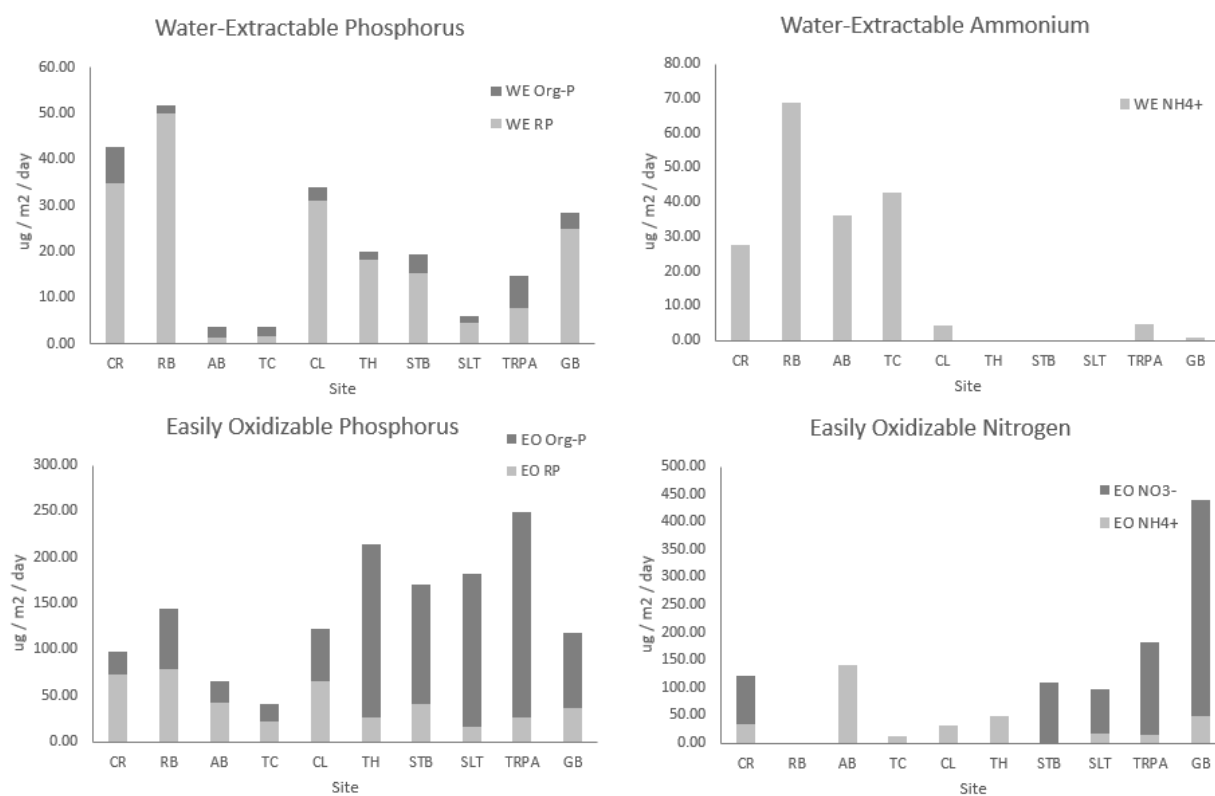 Water-Extractable Phosphorus
60.00
50.00
40.00
30.00
20.00
10.00
0.00
ug / m2 / day
WE Org-P
WE RP
CR RB AB TC CL TH STB SLT TRPA GB
Site
Water-Extractable Ammonium
80.00
70.00
60.00
50.00
40.00
30.00
20.00
10.00
0.00
ug / m2 / day
WE NH4+
CR RB AB TC CL TH STB SLT TRPA GB
Site
Easily Oxidizable Phosphorus
300.00
250.00
200.00
150.00
100.00
50.00
0.00
ug / m2 / day
EO Org-P
EO RP
CR RB AB TC CL TH STB SLT TRPA GB
Site
Easily Oxidizable Nitrogen
500.00
450.00
400.00
350.00
300.00
250.00
200.00
150.00
100.00
50.00
0.00
ug / m2 / day
EO NO3-
EO NH4+
CR RB AB TC CL TH STB SLT TRPA GB
Site